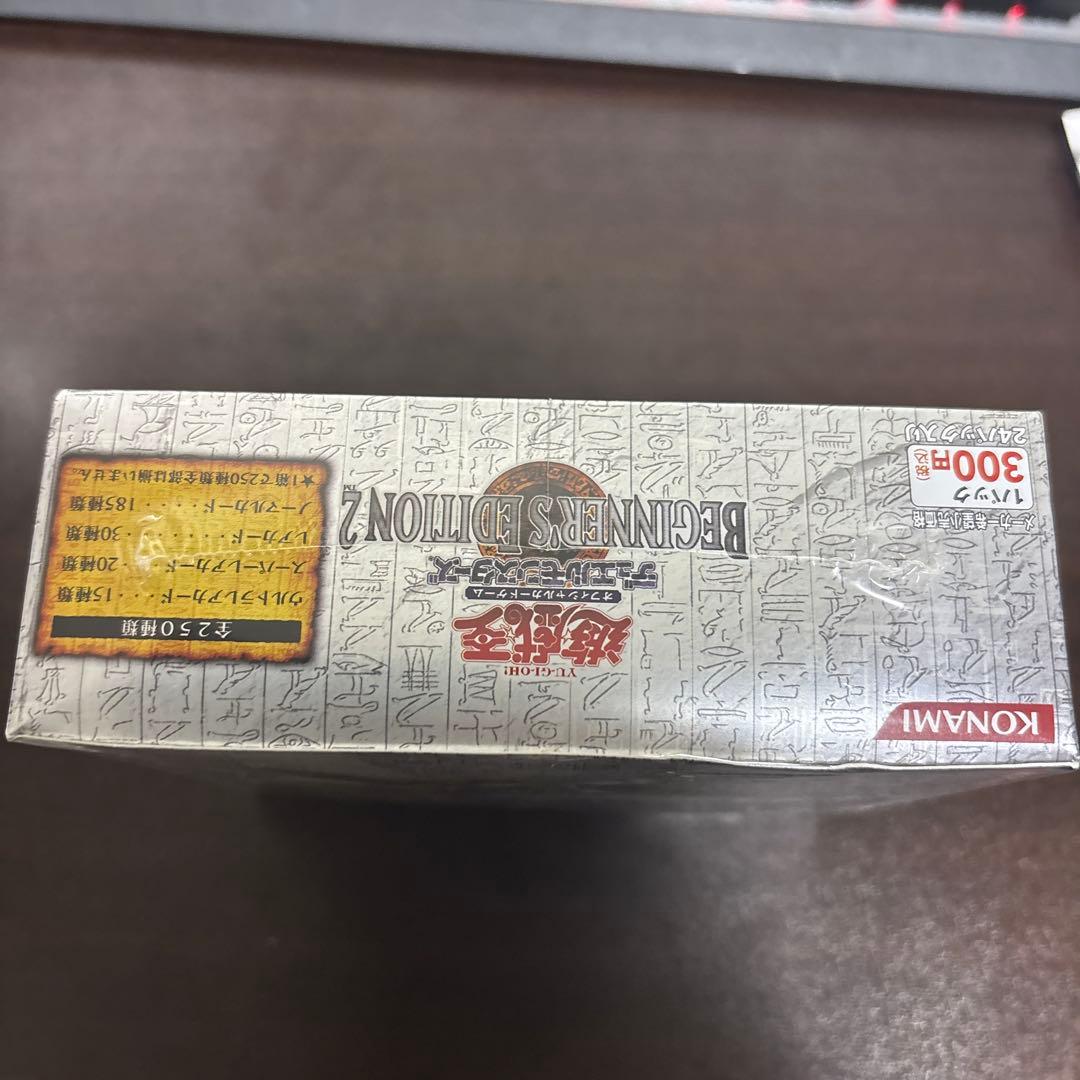 KONAMI
YU-GI-OH!
遊戯王
オフィシャルカードゲーム
デュエルモンスターズ
BEGINNER'S EDITION 2™
全250種類
ウルトラレアカード・・・・15種類
スーパーレアカード・・・・20種類
レアカード・・・・・・・・30種類
ノーマルカード・・・・・185種類
★1箱で250種類全部は揃いません。
メーカー希望小売価格
1パック
300円
(税込)
24パック入り